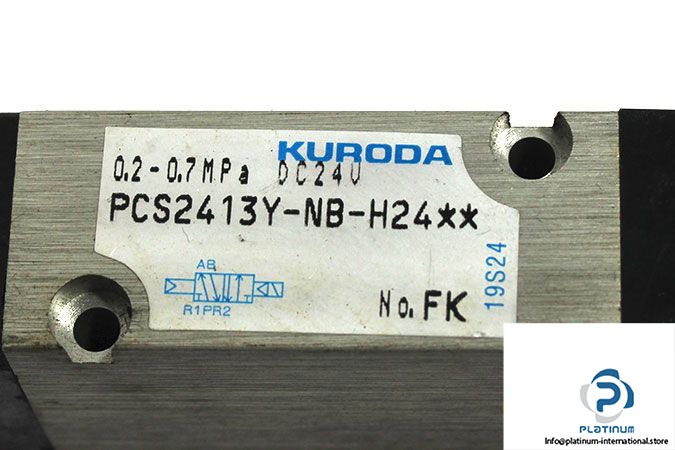 KURODA
0.2-0.7MPa DC24V
PCS2413Y-NB-H24**
AB
R1PR2
No. FK
19S24
PLATINUM
Info@platinum-international.store